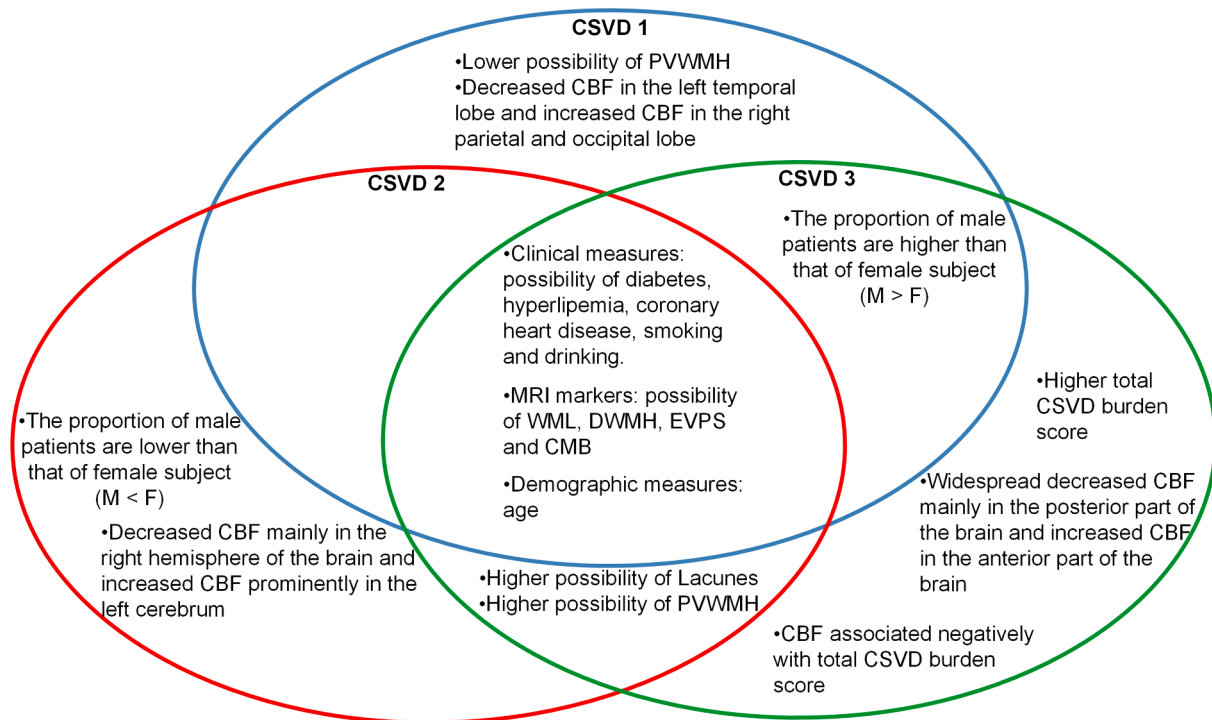 CSVD 1
•Lower possibility of PVWMH
•Decreased CBF in the left temporal
lobe and increased CBF in the right
parietal and occipital lobe
CSVD 2
CSVD 3
•The proportion of male
patients are higher than
that of female subject
(M > F)
•Clinical measures:
possibility of diabetes,
hyperlipemia, coronary
heart disease, smoking
and drinking.
•MRI markers: possibility
of WML, DWMH, EVPS
and CMB
•Demographic measures:
age
•The proportion of male
patients are lower than
that of female subject
(M < F)
•Decreased CBF mainly in the
right hemisphere of the brain and
increased CBF prominently in the
left cerebrum
•Higher total
CSVD burden
score
•Widespread decreased CBF
mainly in the posterior part of
the brain and increased CBF
in the anterior part of the
brain
•Higher possibility of Lacunes
•Higher possibility of PVWMH
•CBF associated negatively
with total CSVD burden
score